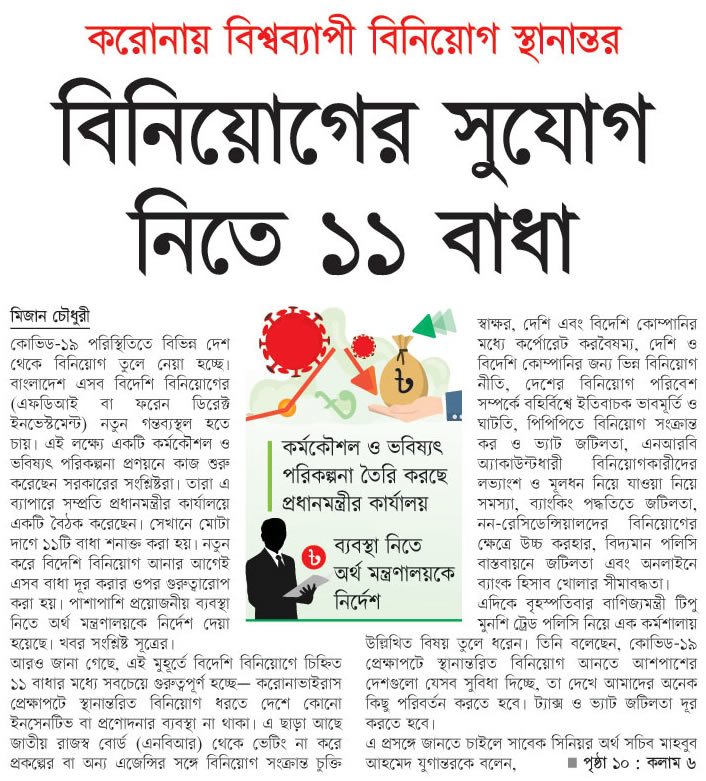 করোনায় বিশ্বব্যাপী বিনিয়োগ স্থানান্তর
বিনিয়োগের সুযোগ
নিতে ১১ বাধা
মিজান চৌধুরী
কোভিড-১৯ পরিস্থিতিতে বিভিন্ন দেশ
থেকে বিনিয়োগ তুলে নেয়া হচ্ছে।
বাংলাদেশ এসব বিদেশি বিনিয়োগের
(এফডিআই বা ফরেন ডিরেক্ট
ইনভেস্টমেন্ট) নতুন গন্তব্যস্থল হতে
চায়। এই লক্ষ্যে একটি কর্মকৌশল ও
ভবিষ্যৎ পরিকল্পনা প্রণয়নে কাজ শুরু
করেছেন সরকারের সংশ্লিষ্টরা। তারা এ
ব্যাপারে সম্প্রতি প্রধানমন্ত্রীর কার্যালয়ে
একটি বৈঠক করেছেন। সেখানে মোটা
দাগে ১১টি বাধা শনাক্ত করা হয়। নতুন
করে বিদেশি বিনিয়োগ আনার আগেই
এসব বাধা দূর করার ওপর গুরুত্বারোপ
করা হয়। পাশাপাশি প্রয়োজনীয় ব্যবস্থা
নিতে অর্থ মন্ত্রণালয়কে নির্দেশ দেয়া
হয়েছে। খবর সংশ্লিষ্ট সূত্রের।
আরও জানা গেছে, এই মুহূর্তে বিদেশি বিনিয়োগে চিহ্নিত
১১ বাধার মধ্যে সবচেয়ে গুরুত্বপূর্ণ হচ্ছে— করোনাভাইরাস
প্রেক্ষাপটে স্থানান্তরিত বিনিয়োগ ধরতে দেশে কোনো
ইনসেনটিভ বা প্রণোদনার ব্যবস্থা না থাকা। এ ছাড়া আছে
জাতীয় রাজস্ব বোর্ড (এনবিআর) থেকে ভেটিং না করে
প্রকল্পের বা অন্য এজেন্সির সঙ্গে বিনিয়োগ সংক্রান্ত চুক্তি
৳
৳
কর্মকৌশল ও ভবিষ্যৎ
পরিকল্পনা তৈরি করছে
প্রধানমন্ত্রীর কার্যালয়
৳
ব্যবস্থা নিতে
অর্থ মন্ত্রণালয়কে
নির্দেশ
স্বাক্ষর, দেশি এবং বিদেশি কোম্পানির
মধ্যে কর্পোরেট করবৈষম্য, দেশি ও
বিদেশি কোম্পানির জন্য ভিন্ন বিনিয়োগ
নীতি, দেশের বিনিয়োগ পরিবেশ
সম্পর্কে বহির্বিশ্বে ইতিবাচক ভাবমূর্তি ও
ঘাটতি, পিপিপিতে বিনিয়োগ সংক্রান্ত
কর ও ভ্যাট জটিলতা, এনআরবি
অ্যাকাউন্টধারী বিনিয়োগকারীদের
লভ্যাংশ ও মূলধন নিয়ে যাওয়া নিয়ে
সমস্যা, ব্যাংকিং পদ্ধতিতে জটিলতা,
নন-রেসিডেন্সিয়ালদের বিনিয়োগের
ক্ষেত্রে উচ্চ করহার, বিদ্যমান পলিসি
বাস্তবায়নে জটিলতা এবং অনলাইনে
ব্যাংক হিসাব খোলার সীমাবদ্ধতা।
এদিকে বৃহস্পতিবার বাণিজ্যমন্ত্রী টিপু
মুনশি ট্রেড পলিসি নিয়ে এক কর্মশালায়
উল্লিখিত বিষয় তুলে ধরেন। তিনি বলেছেন, কোভিড-১৯
প্রেক্ষাপটে স্থানান্তরিত বিনিয়োগ আনতে আশপাশের
দেশগুলো যেসব সুবিধা দিচ্ছে, তা দেখে আমাদের অনেক
কিছু পরিবর্তন করতে হবে। ট্যাক্স ও ভ্যাট জটিলতা দূর
করতে হবে।
এ প্রসঙ্গে জানতে চাইলে সাবেক সিনিয়র অর্থ সচিব মাহবুব
আহমেদ যুগান্তরকে বলেন, ■ পৃষ্ঠা ১০ : কলাম ৬